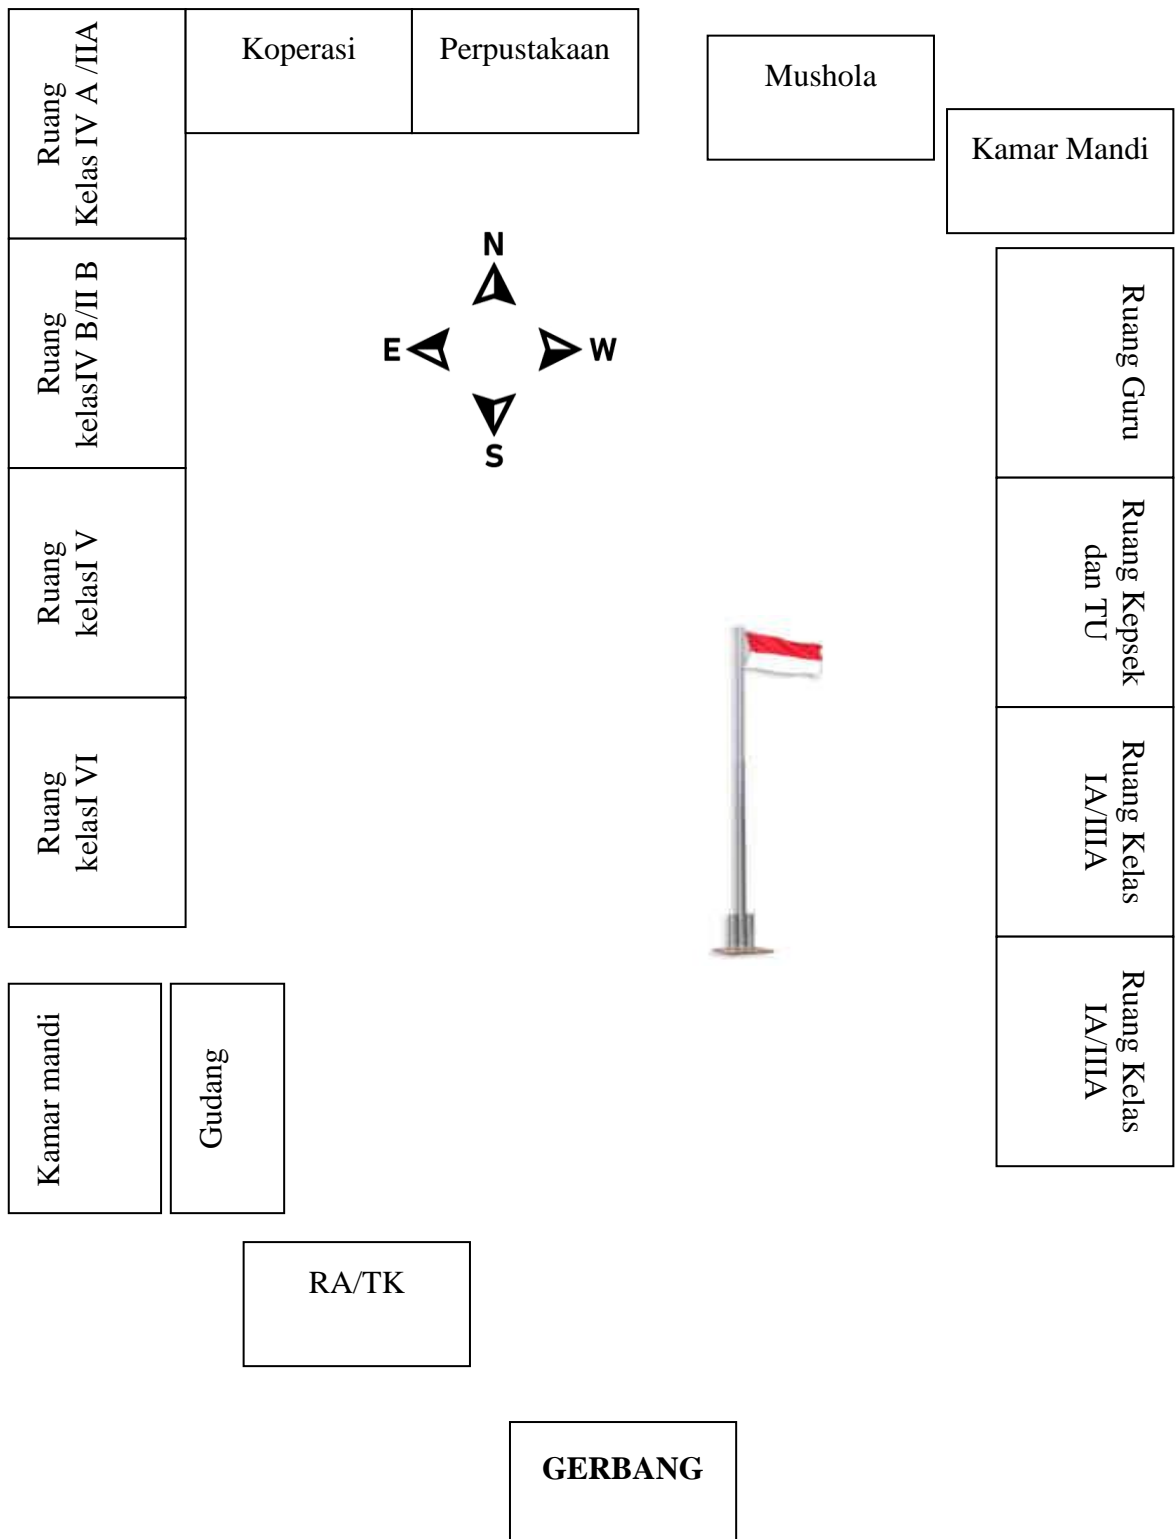 Ruang
Kelas IV A /IIA
Koperasi
Perpustakaan
Mushola
Kamar Mandi
Ruang
kelasIV B/II B
N
E
W
S
Ruang Guru
Ruang
kelasI V
Ruang Kepsek
dan TU
Ruang
kelasI VI
Ruang Kelas
IA/IIIA
Ruang Kelas
IA/IIIA
Kamar mandi
Gudang
RA/TK
GERBANG